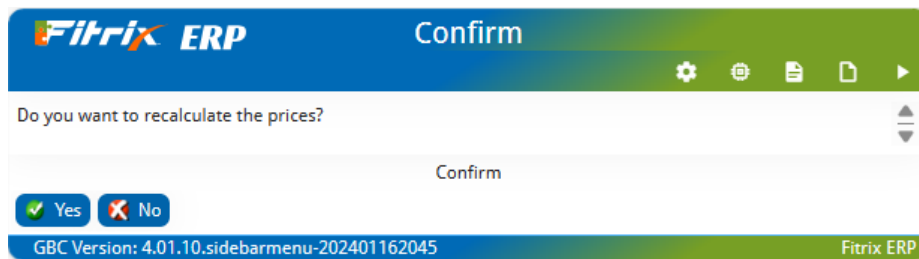 Fitrix ERP
Confirm
Do you want to recalculate the prices?
Confirm
Yes No
GBC Version: 4.01.10.sidebarmenu-202401162045 Fitrix ERP